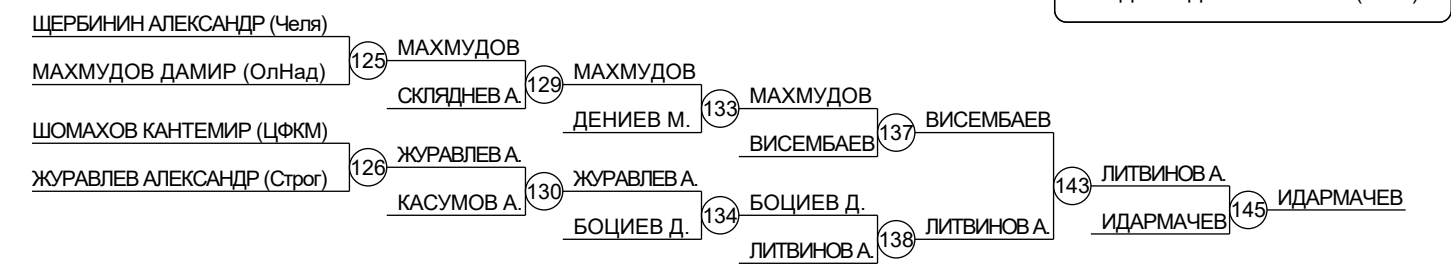 ЩЕРБИНИН АЛЕКСАНДР (Челя)
125
МАХМУДОВ
МАХМУДОВ ДАМИР (ОлНад)
СКЛЯДНЕВ А.
129
МАХМУДОВ
ДЕНИЕВ М.
133
МАХМУДОВ
ВИСЕМБАЕВ
137
ВИСЕМБАЕВ
ШОМАХОВ КАНТЕМИР (ЦФКМ)
126
ЖУРАВЛЕВ А.
ЖУРАВЛЕВ АЛЕКСАНДР (Строг)
КАСУМОВ А.
130
ЖУРАВЛЕВ А.
БОЦИЕВ Д.
134
БОЦИЕВ Д.
ЛИТВИНОВ А.
138
ЛИТВИНОВ А.
143
ЛИТВИНОВ А.
ИДАРМАЧЕВ
145
ИДАРМАЧЕВ